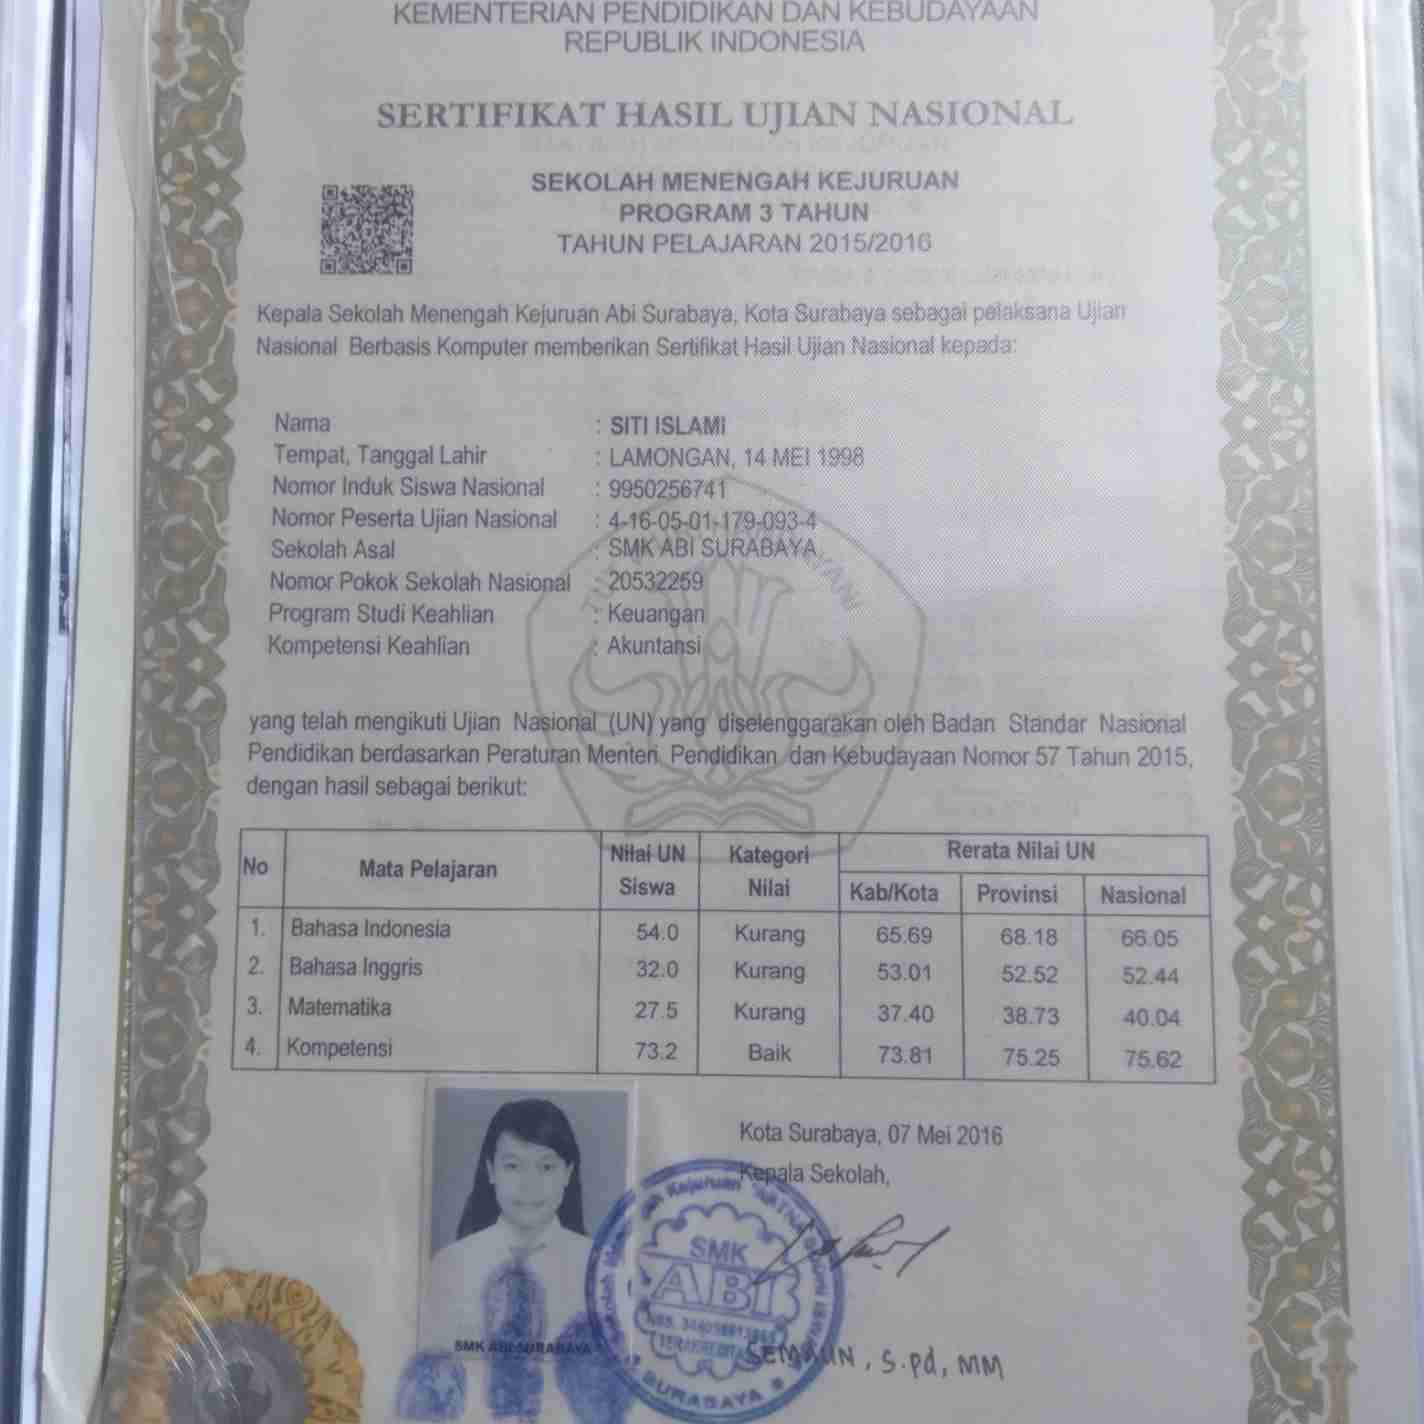 KEMENTERIAN PENDIDIKAN DAN KEBUDAYAAN
REPUBLIK INDONESIA
SERTIFIKAT HASIL UJIAN NASIONAL
SEKOLAH MENENGAH KEJURUAN
PROGRAM 3 TAHUN
TAHUN PELAJARAN 2015/2016
Kepala Sekolah Menengah Kejuruan Abi Surabaya, Kota Surabaya sebagai pelaksana Ujian
Nasional Berbasis Komputer memberikan Sertifikat Hasil Ujian Nasional kepada:
Nama : SITI ISLAMI
Tempat, Tanggal Lahir : LAMONGAN, 14 MEI 1998
Nomor Induk Siswa Nasional : 9950256741
Nomor Peserta Ujian Nasional : 4-16-05-01-179-093-4
Sekolah Asal : SMK ABI SURABAYA
Nomor Pokok Sekolah Nasional : 20532259
Program Studi Keahlian : Keuangan
Kompetensi Keahlian : Akuntansi
yang telah mengikuti Ujian Nasional (UN) yang diselenggarakan oleh Badan Standar Nasional
Pendidikan berdasarkan Peraturan Menteri Pendidikan dan Kebudayaan Nomor 57 Tahun 2015,
dengan hasil sebagai berikut:
No Mata Pelajaran Nilai UN Siswa Kategori Nilai Rerata Nilai UN
Kab/Kota Provinsi Nasional
1. Bahasa Indonesia 54.0 Kurang 65.69 68.18 66.05
2. Bahasa Inggris 32.0 Kurang 53.01 52.52 52.44
3. Matematika 27.5 Kurang 37.40 38.73 40.04
4. Kompetensi 73.2 Baik 73.81 75.25 75.62
Kota Surabaya, 07 Mei 2016
Kepala Sekolah,
SMK
ABI
SURABAYA
SMK ABI SURABAYA
SEMAUN, S.Pd, MM